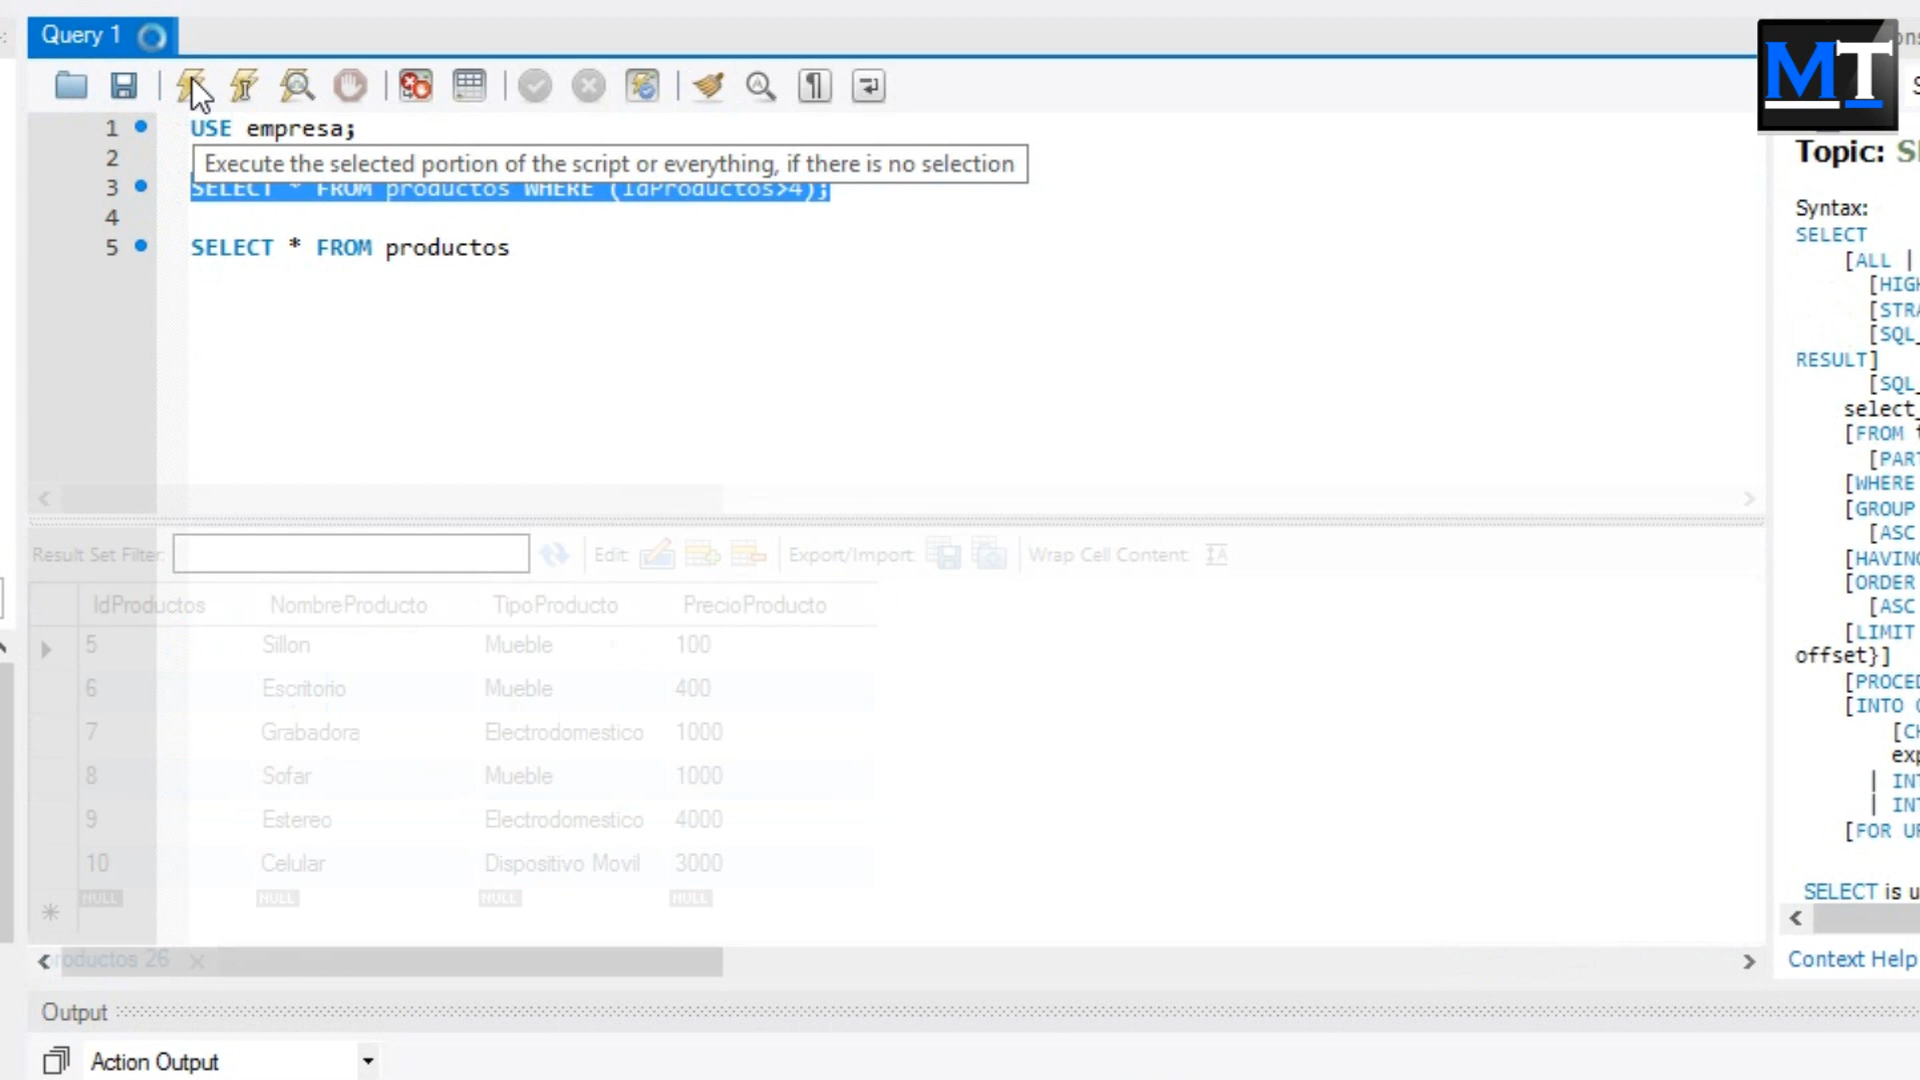 Query 1
MT
1 USE empresa;
2
Execute the selected portion of the script or everything, if there is no selection
3 SELECT * FROM productos WHERE (IdProductos>4);
4
5 SELECT * FROM productos
Topic:
Syntax:
SELECT
[ALL |
[HIGH
[SQL_
RESULT]
[SQL_
select_
[FROM
[WHERE
[GROUP
[ASC
[HAVING
[ORDER
[ASC
[LIMIT
offset}]
[INTO
[FOR
SELECT is
Context Help
Result Set Filter: Edit: Export/Import: Wrap Cell Content:
IdProductos NombreProducto TipoProducto PrecioProducto
5 Sillon Mueble 100
6 Escritorio Mueble 400
7 Grabadora Electrodomestico 1000
8 Sofar Mueble 1000
9 Estereo Electrodomestico 4000
10 Celular Dispositivo Movil 3000
NULL NULL NULL NULL
roductos 26
Output
Action Output